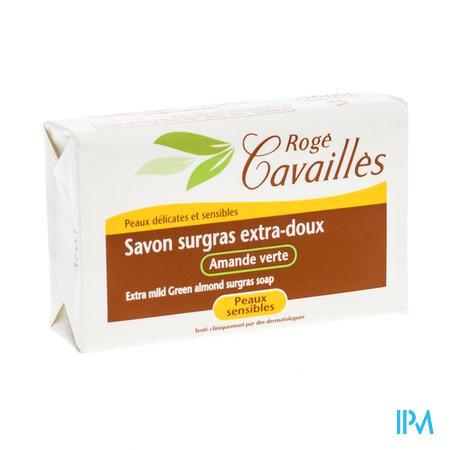 Rogé
Cavaillès
Peaux délicates et sensibles
Savon surgras extra-doux
Amande verte
Extra mild Green almond surgras soap
Peaux
sensibles
Testé cliniquement par des dermatologues
IPM